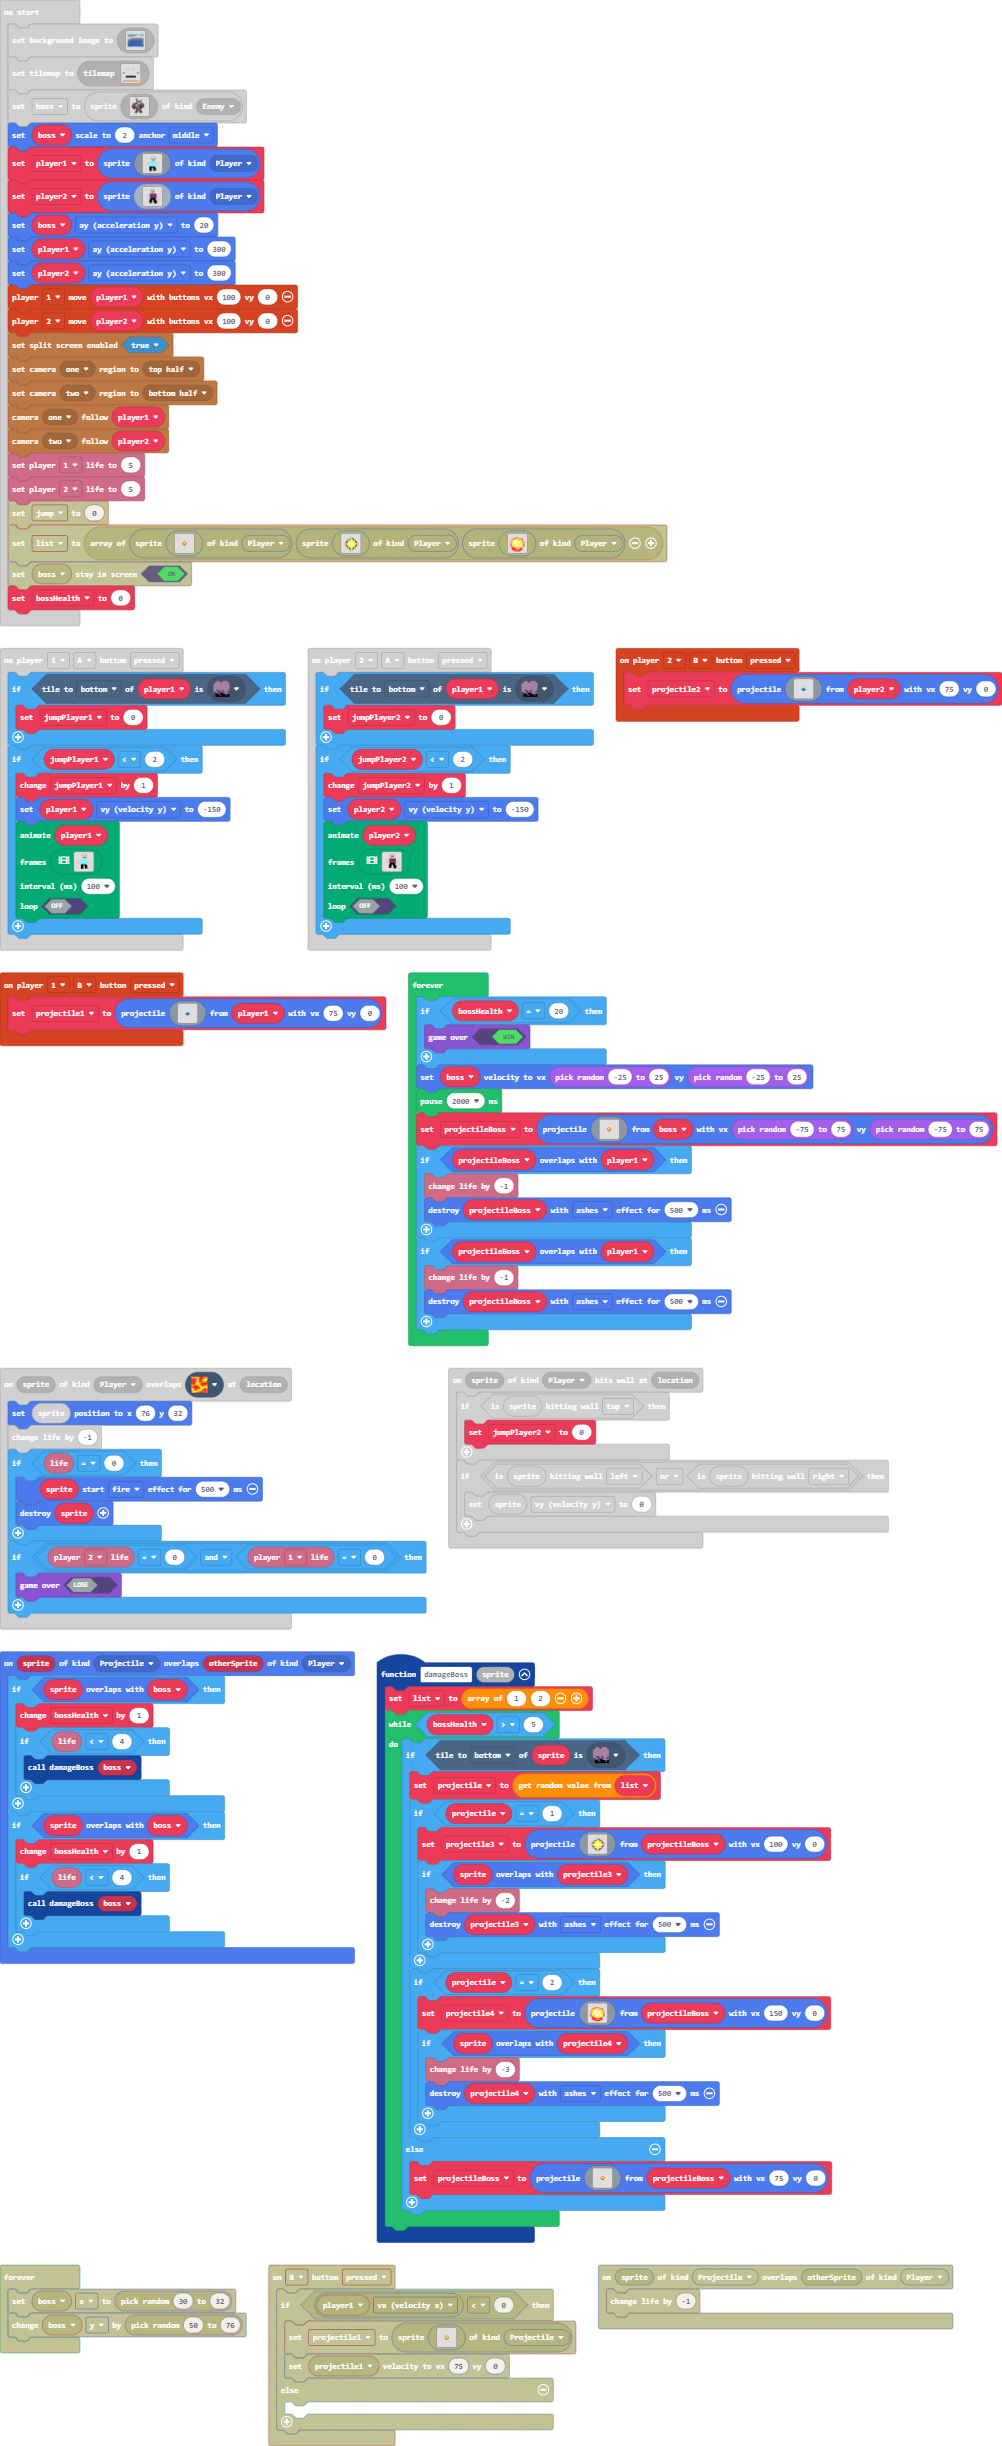 on start
set background image to
set tilemap to tilemap
set boss to sprite of kind Enemy
set boss scale to 2 anchor middle
set player1 to sprite of kind Player
set player2 to sprite of kind Player
set boss ay (acceleration y) to 20
set player1 ay (acceleration y) to 300
set player2 ay (acceleration y) to 300
player 1 move player1 with buttons vx 100 vy 0
player 2 move player2 with buttons vx 100 vy 0
set split screen enabled true
set camera one region to top half
set camera two region to bottom half
camera one follow player1
camera two follow player2
set player 1 life to 5
set player 2 life to 5
set jump to 0
set list to array of sprite of kind Player sprite of kind Player sprite of kind Player
set boss stay in screen ON
set bossHealth to 0
on player 1 A button pressed
if tile to bottom of player1 is then
set jumpPlayer1 to 0
if jumpPlayer1 < 2 then
change jumpPlayer1 by 1
set player1 vy (velocity y) to -150
animate player1
frames
interval (ms) 100
loop OFF
on player 2 A button pressed
if tile to bottom of player1 is then
set jumpPlayer2 to 0
if jumpPlayer2 < 2 then
change jumpPlayer2 by 1
set player2 vy (velocity y) to -150
animate player2
frames
interval (ms) 100
loop OFF
on player 2 B button pressed
set projectile2 to projectile from player2 with vx 75 vy 0
on player 1 B button pressed
set projectile1 to projectile from player1 with vx 75 vy 0
forever
if bossHealth = 20 then
game over WIN
set boss velocity to vx pick random -25 to 25 vy pick random -25 to 25
pause 2000 ms
set projectileBoss to projectile from boss with vx pick random -75 to 75 vy pick random -75 to 75
if projectileBoss overlaps with player1 then
change life by -1
destroy projectileBoss with ashes effect for 500 ms
if projectileBoss overlaps with player1 then
change life by -1
destroy projectileBoss with ashes effect for 500 ms
on sprite of kind Player overlaps at location
set sprite position to x 76 y 32
change life by -1
if life = 0 then
sprite start fire effect for 500 ms
destroy sprite
if player 2 life = 0 and player 1 life = 0 then
game over LOSE
on sprite of kind Player hits wall at location
if is sprite hitting wall top then
set jumpPlayer2 to 0
if is sprite hitting wall left or is sprite hitting wall right then
set sprite vy (velocity y) to 0
on sprite of kind Projectile overlaps otherSprite of kind Player
if sprite overlaps with boss then
change bossHealth by 1
if life < 4 then
call damageBoss boss
if sprite overlaps with boss then
change bossHealth by 1
if life < 4 then
call damageBoss boss
function damageBoss sprite
set list to array of 1 2
while bossHealth > 5
do if tile to bottom of sprite is then
set projectile to get random value from list
if projectile = 1 then
set projectile3 to projectile from projectileBoss with vx 100 vy 0
if sprite overlaps with projectile3 then
change life by -2
destroy projectile3 with ashes effect for 500 ms
if projectile = 2 then
set projectile4 to projectile from projectileBoss with vx 150 vy 0
if sprite overlaps with projectile4 then
change life by -3
destroy projectile4 with ashes effect for 500 ms
else
set projectileBoss to projectile from projectileBoss with vx 75 vy 0
forever
set boss x to pick random 30 to 32
change boss y by pick random 50 to 76
on B button pressed
if player1 vx (velocity x) < 0 then
set projectile1 to sprite of kind Projectile
set projectile1 velocity to vx 75 vy 0
else
on sprite of kind Projectile overlaps otherSprite of kind Player
change life by -1